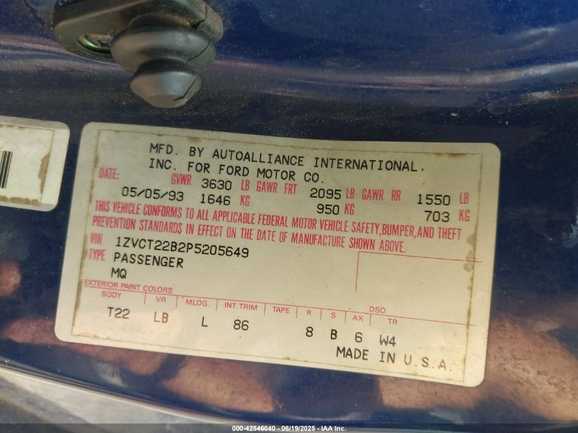 MFD. BY AUTOALLIANCE INTERNATIONAL.
INC. FOR FORD MOTOR CO.
DATE: GVWR 3630 LB GAWR FRT 2095 LB GAWR RR 1550 LB
05/05/93 1646 KG 950 KG 703 KG
THIS VEHICLE CONFORMS TO ALL APPLICABLE FEDERAL MOTOR VEHICLE SAFETY, BUMPER, AND THEFT
PREVENTION STANDARDS IN EFFECT ON THE DATE OF MANUFACTURE SHOWN ABOVE.
VIN 1ZVCT22B2P5205649
TYPE PASSENGER
MQ
EXTERIOR PAINT COLORS DSO
BODY VR MLDG INT.TRIM TAPE R S AX TR
T22 LB L 86 8 B 6 W4
MADE IN U.S.A.
000-42546040 - 06/19/2025 - IAA Inc.